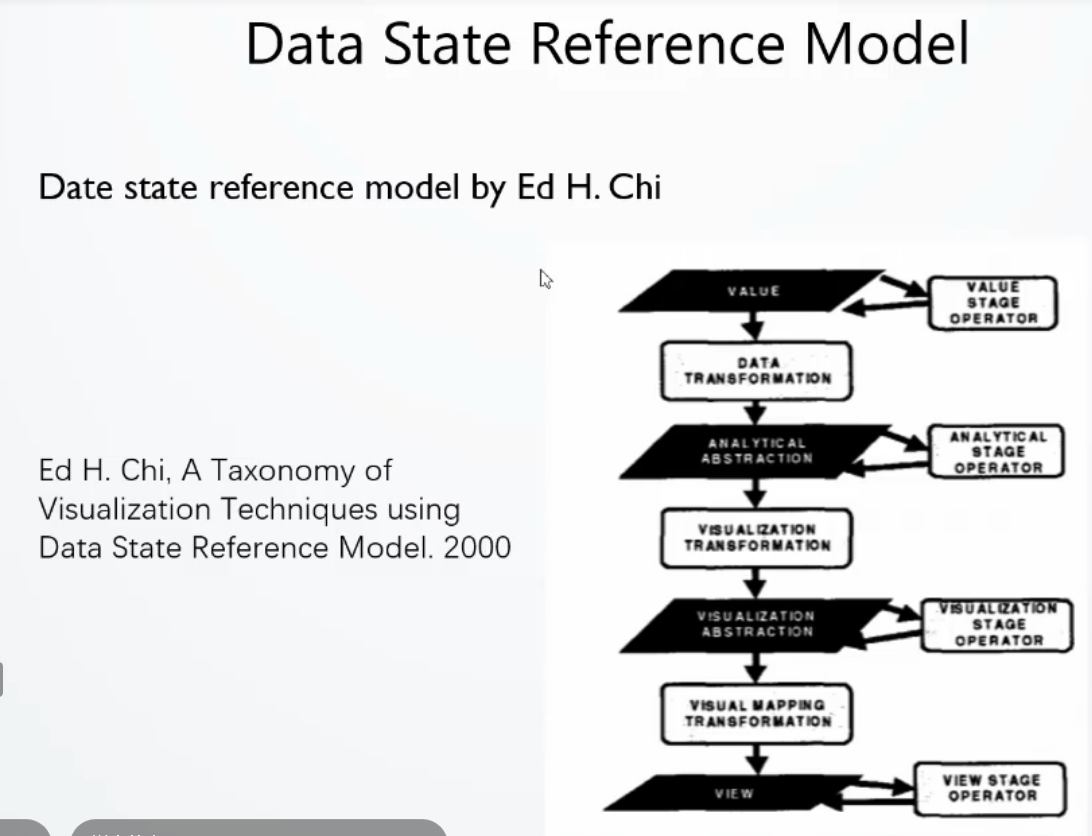 Data State Reference Model
Date state reference model by Ed H. Chi
Ed H. Chi, A Taxonomy of
Visualization Techniques using
Data State Reference Model. 2000
VALUE
VALUE
STAGE
OPERATOR
DATA
TRANSFORMATION
ANALYTICAL
ABSTRACTION
ANALYTICAL
STAGE
OPERATOR
VISUALIZATION
TRANSFORMATION
VISUALIZATION
ABSTRACTION
VISUALIZATION
STAGE
OPERATOR
VISUAL MAPPING
TRANSFORMATION
VIEW
VIEW STAGE
OPERATOR